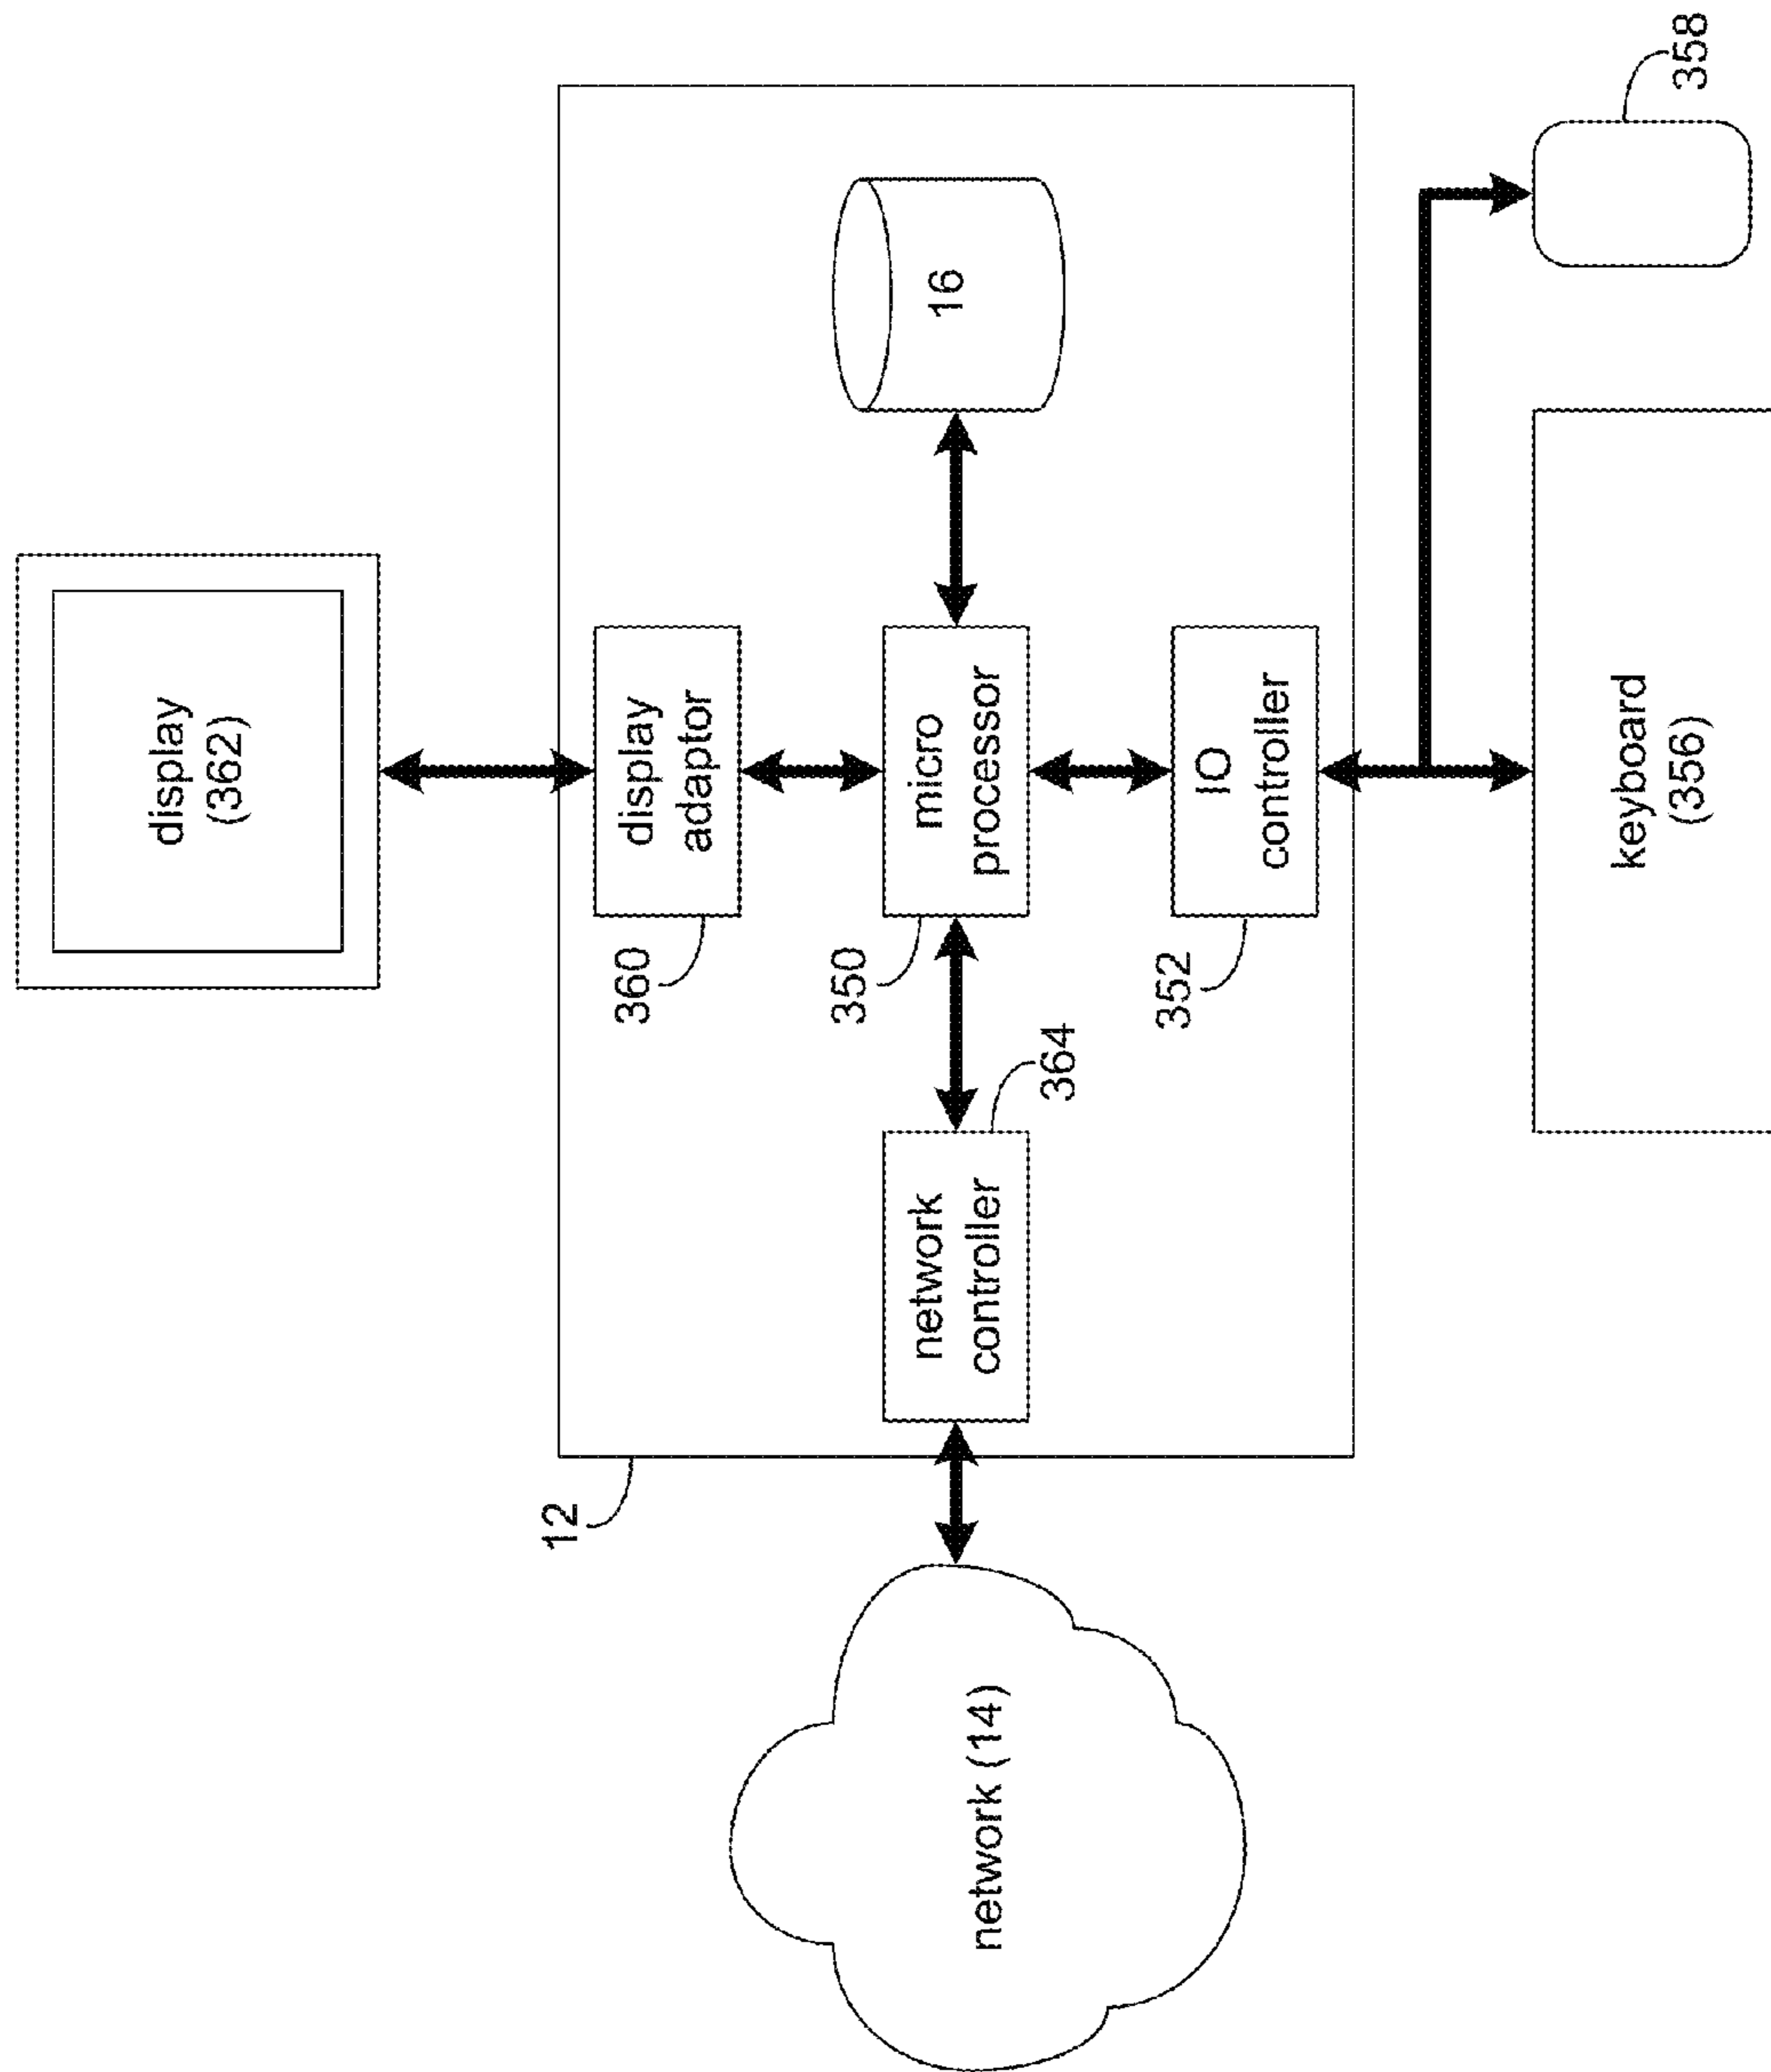 display
(362)
display
adaptor
360
micro
processor
350
16
IO
controller
352
network
controller
364
12
network (14)
keyboard
(356)
358